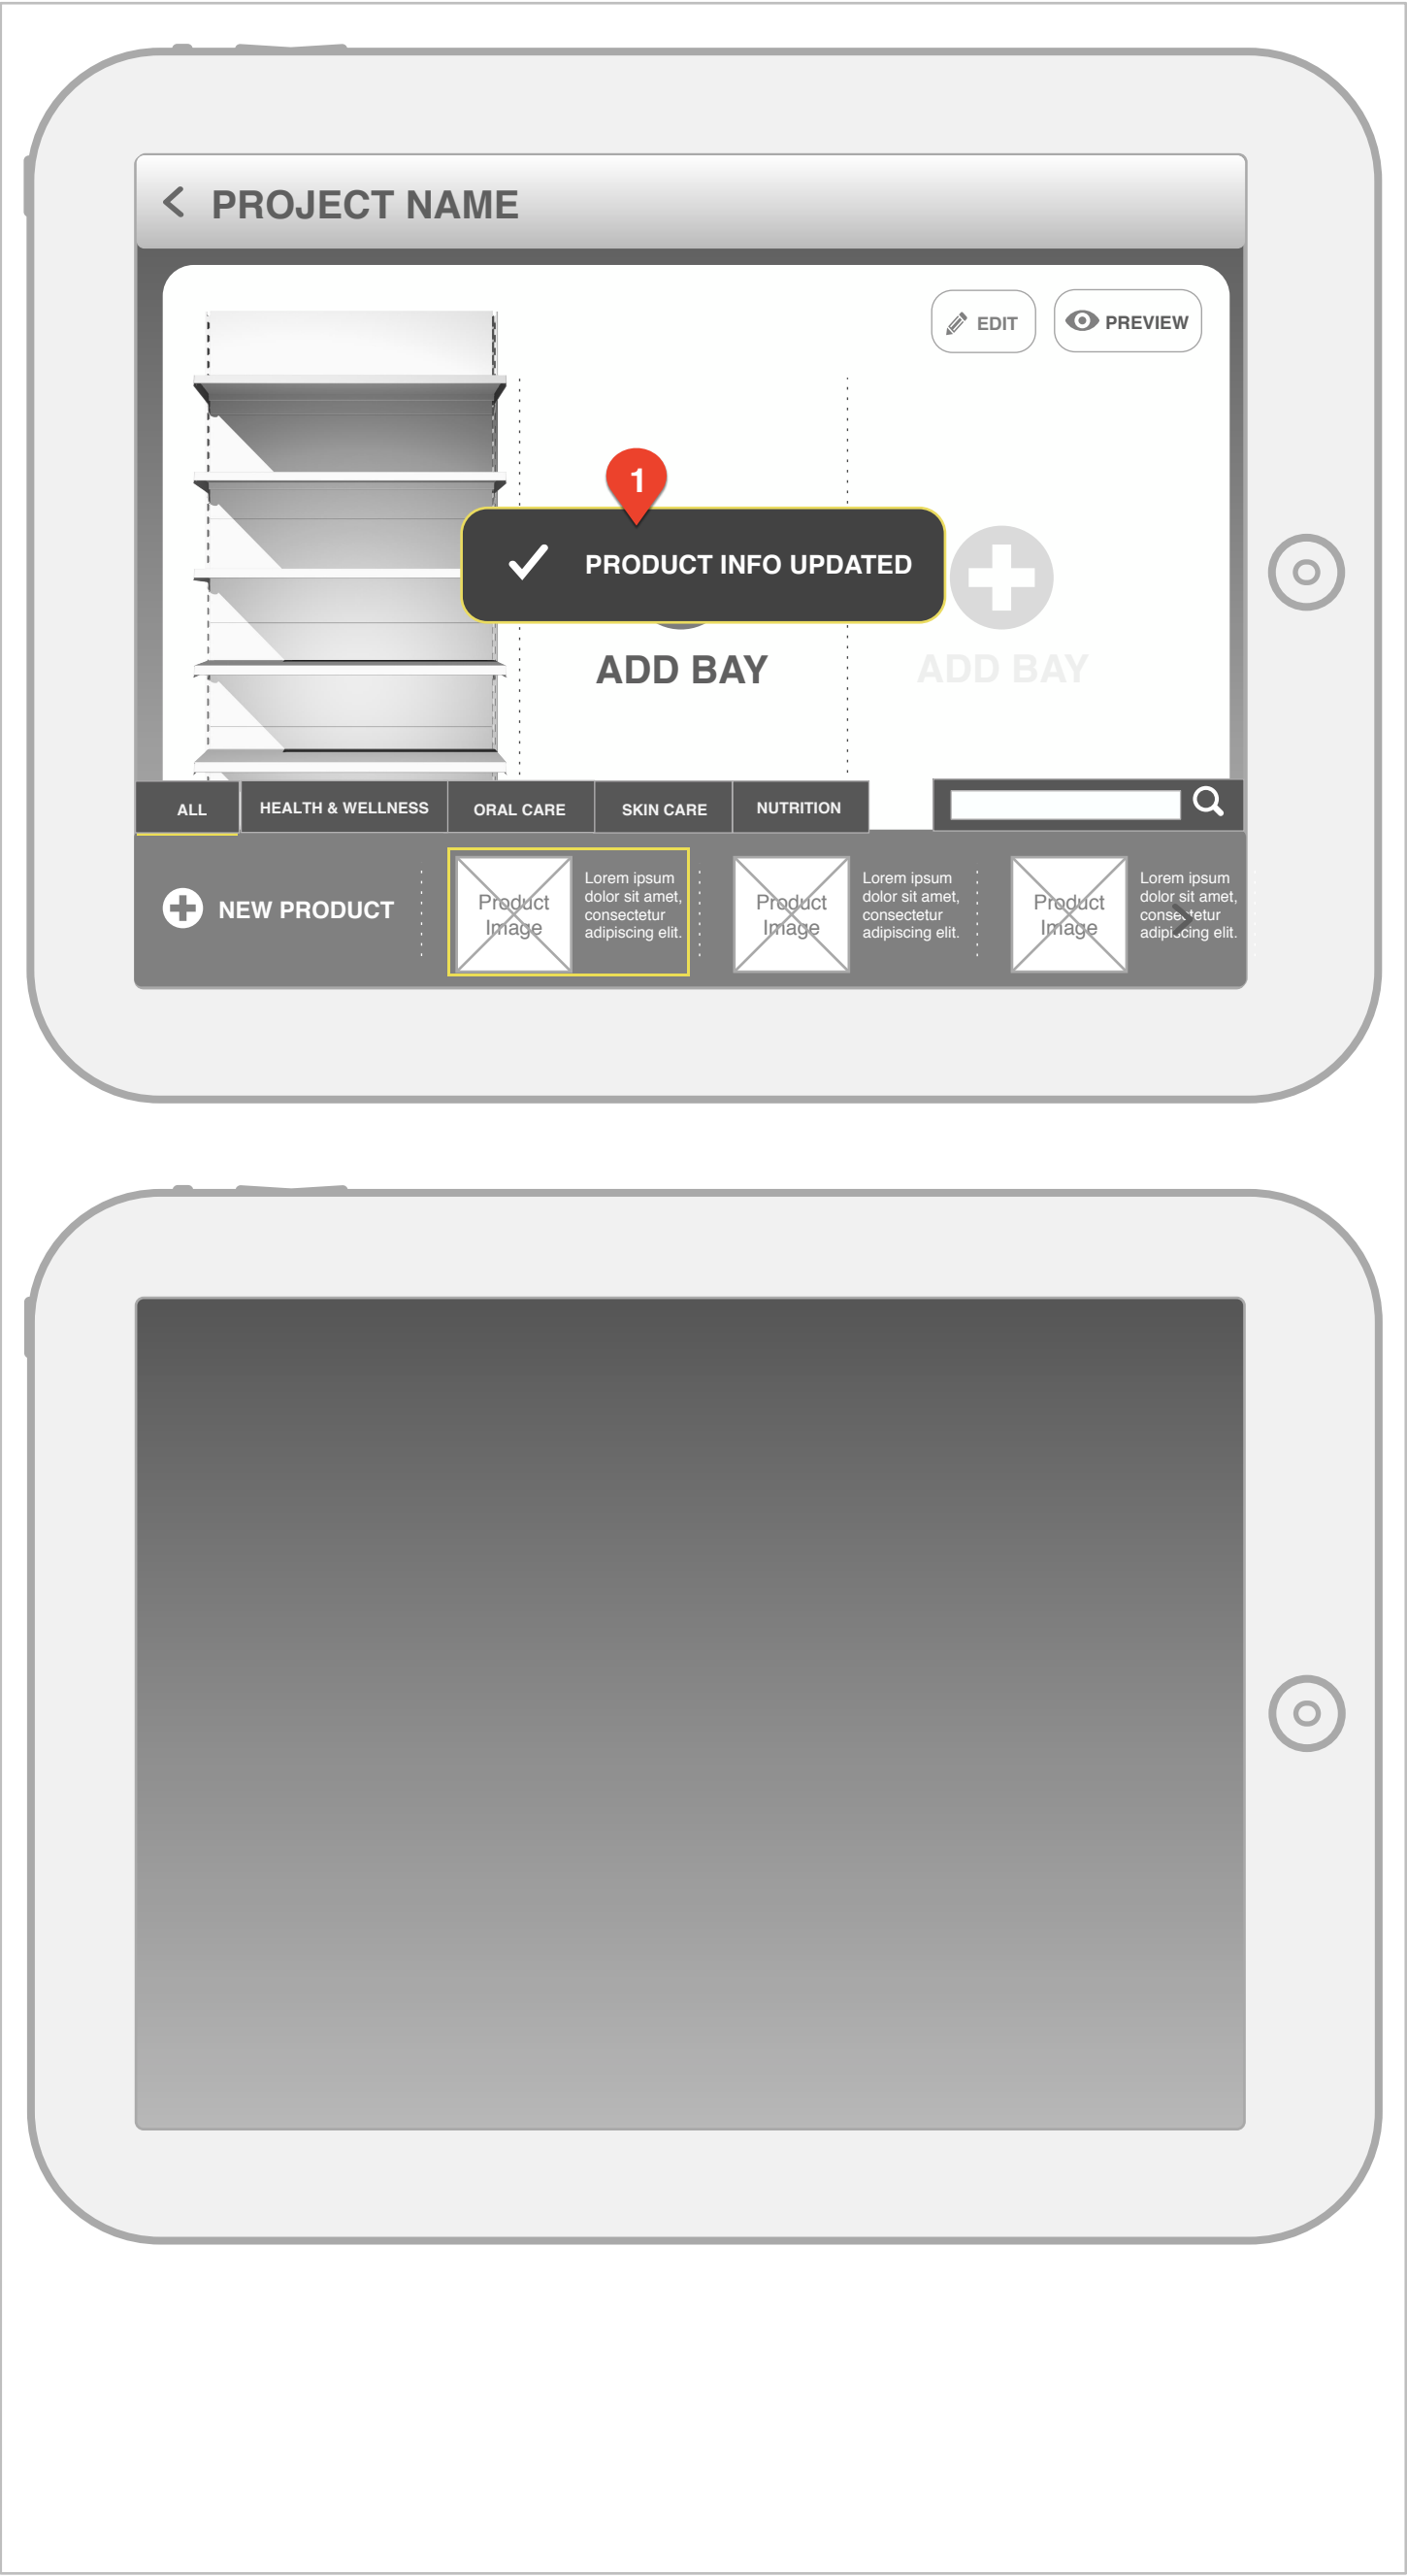 PROJECT NAME
EDIT
PREVIEW
1
PRODUCT INFO UPDATED
ADD BAY
ADD BAY
ALL
HEALTH & WELLNESS
ORAL CARE
SKIN CARE
NUTRITION
NEW PRODUCT
Product
Image
Lorem ipsum
dolor sit amet,
consectetur
adipiscing elit.
Product
Image
Lorem ipsum
dolor sit amet,
consectetur
adipiscing elit.
Product
Image
Lorem ipsum
dolor sit amet,
consectetur
adipiscing elit.